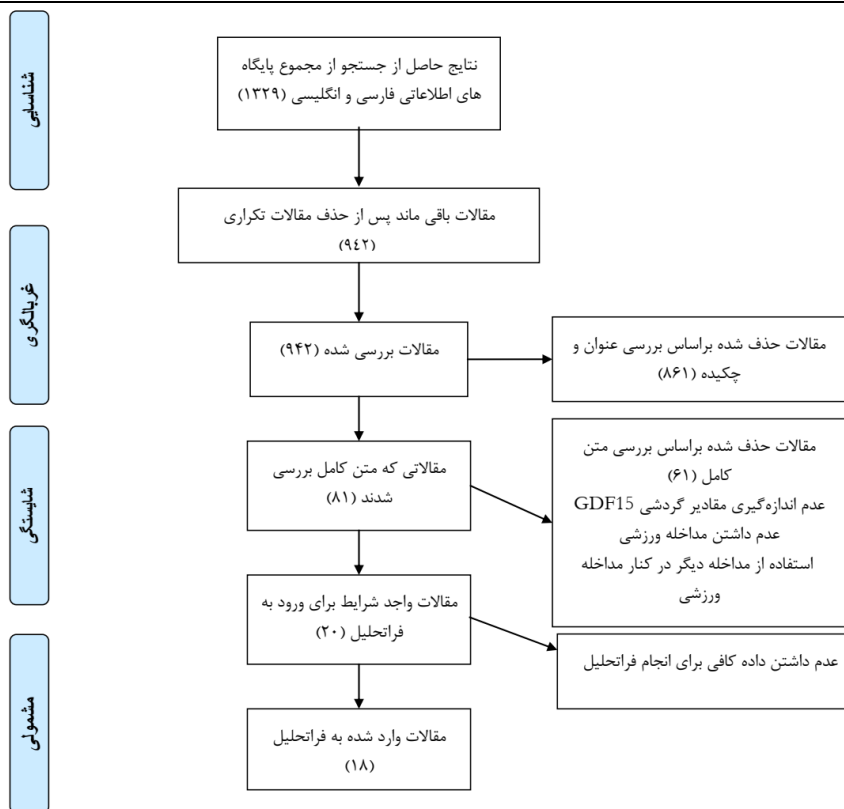 شناسایی
نتایج حاصل از جستجو از مجموع پایگاه
های اطلاعاتی فارسی و انگلیسی (۱۳۲۹)
مقالات باقی ماند پس از حذف مقالات تکراری
(۹٤۲)
غربالگری
مقالات بررسی شده (۹۴۲)
مقالات حذف شده براساس بررسی عنوان و
چکیده (۸۶۱)
شایستگی
مقالاتی که متن کامل بررسی
شدند (۸۱)
مقالات حذف شده براساس بررسی متن
کامل (۶۱)
عدم اندازه‌گیری مقادیر گردشی GDF15
عدم داشتن مداخله ورزشی
استفاده از مداخله دیگر در کنار مداخله
ورزشی
مقالات واجد شرایط برای ورود به
فراتحلیل (۲۰)
عدم داشتن داده کافی برای انجام فراتحلیل
مشمولی
مقالات وارد شده به فراتحلیل
(۱۸)